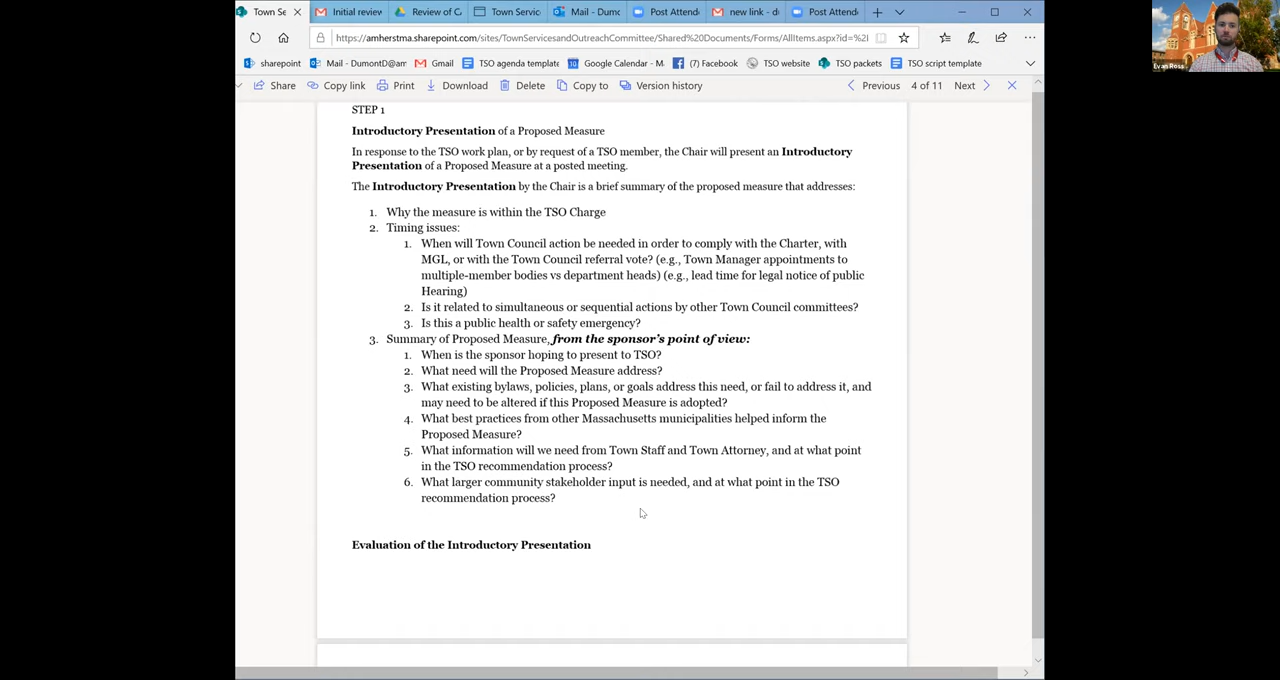 Town Se
Initial review
Review of C
Town Servic
Mail - Dumo
Post Attend
new link - d
Post Attend
https://amherstma.sharepoint.com/sites/TownServicesandOutreachCommittee/Shared%20Documents/Forms/AllItems.aspx?id=%2
sharepoint
Mail - DumontD@am
Gmail
TSO agenda template
Google Calendar - M
(7) Facebook
TSO website
TSO packets
TSO script template
Share
Copy link
Print
Download
Delete
Copy to
Version history
Previous
4 of 11
Next
Evan Ross
STEP 1
Introductory Presentation of a Proposed Measure
In response to the TSO work plan, or by request of a TSO member, the Chair will present an Introductory
Presentation of a Proposed Measure at a posted meeting.
The Introductory Presentation by the Chair is a brief summary of the proposed measure that addresses:
1. Why the measure is within the TSO Charge
2. Timing issues:
1. When will Town Council action be needed in order to comply with the Charter, with
MGL, or with the Town Council referral vote? (e.g., Town Manager appointments to
multiple-member bodies vs department heads) (e.g., lead time for legal notice of public
Hearing)
2. Is it related to simultaneous or sequential actions by other Town Council committees?
3. Is this a public health or safety emergency?
3. Summary of Proposed Measure, from the sponsor's point of view:
1. When is the sponsor hoping to present to TSO?
2. What need will the Proposed Measure address?
3. What existing bylaws, policies, plans, or goals address this need, or fail to address it, and
may need to be altered if this Proposed Measure is adopted?
4. What best practices from other Massachusetts municipalities helped inform the
Proposed Measure?
5. What information will we need from Town Staff and Town Attorney, and at what point
in the TSO recommendation process?
6. What larger community stakeholder input is needed, and at what point in the TSO
recommendation process?
Evaluation of the Introductory Presentation